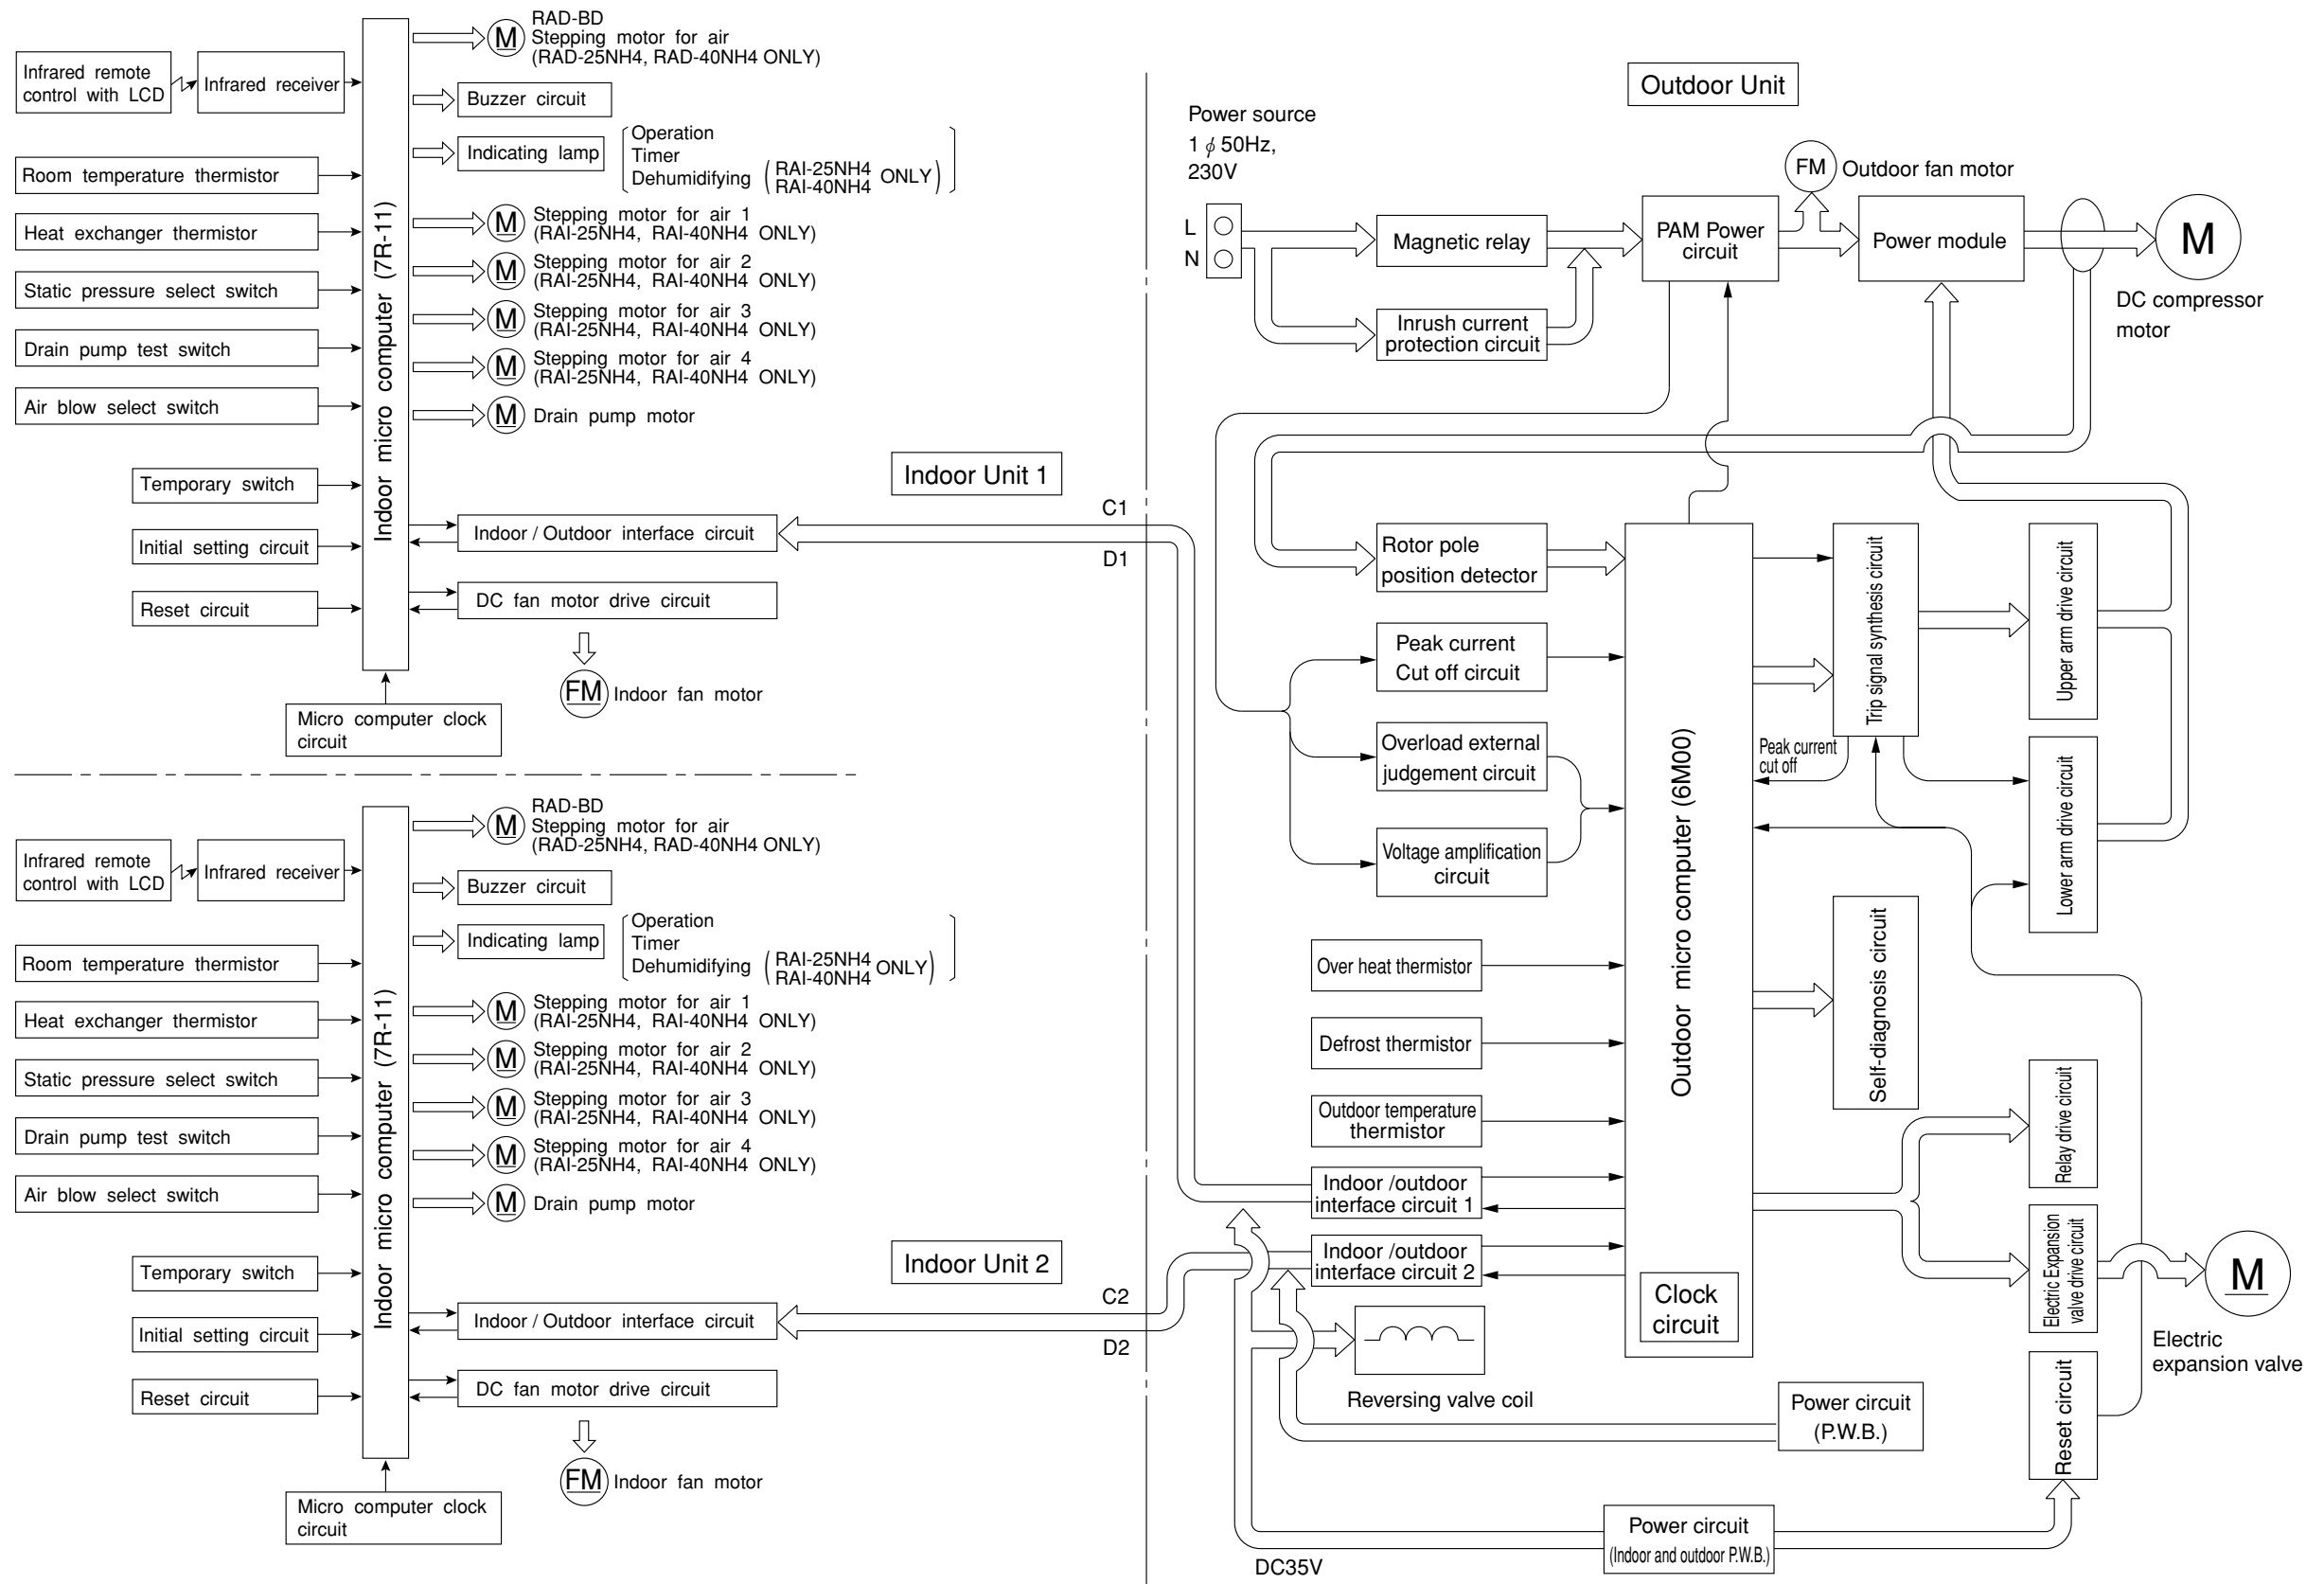 RAD-BD
Stepping motor for air
(RAD-25NH4, RAD-40NH4 ONLY)
Infrared remote
control with LCD
Infrared receiver
Buzzer circuit
Indicating lamp
Operation
Timer
Dehumidifying
RAI-25NH4
RAI-40NH4
ONLY
Room temperature thermistor
Heat exchanger thermistor
Static pressure select switch
Drain pump test switch
Air blow select switch
Temporary switch
Initial setting circuit
Reset circuit
Indoor micro computer (7R-11)
M
Stepping motor for air 1
(RAI-25NH4, RAI-40NH4 ONLY)
M
Stepping motor for air 2
(RAI-25NH4, RAI-40NH4 ONLY)
M
Stepping motor for air 3
(RAI-25NH4, RAI-40NH4 ONLY)
M
Stepping motor for air 4
(RAI-25NH4, RAI-40NH4 ONLY)
M
Drain pump motor
M
Indoor Unit 1
Indoor / Outdoor interface circuit
C1
D1
DC fan motor drive circuit
FM
Indoor fan motor
Micro computer clock
circuit
RAD-BD
Stepping motor for air
(RAD-25NH4, RAD-40NH4 ONLY)
Infrared remote
control with LCD
Infrared receiver
Buzzer circuit
Indicating lamp
Operation
Timer
Dehumidifying
RAI-25NH4
RAI-40NH4
ONLY
Room temperature thermistor
Heat exchanger thermistor
Static pressure select switch
Drain pump test switch
Air blow select switch
Temporary switch
Initial setting circuit
Reset circuit
Indoor micro computer (7R-11)
M
Stepping motor for air 1
(RAI-25NH4, RAI-40NH4 ONLY)
M
Stepping motor for air 2
(RAI-25NH4, RAI-40NH4 ONLY)
M
Stepping motor for air 3
(RAI-25NH4, RAI-40NH4 ONLY)
M
Stepping motor for air 4
(RAI-25NH4, RAI-40NH4 ONLY)
M
Drain pump motor
M
Indoor Unit 2
Indoor / Outdoor interface circuit
C2
D2
DC fan motor drive circuit
FM
Indoor fan motor
Micro computer clock
circuit
Outdoor Unit
Power source
1 ϕ 50Hz,
230V
L
N
Magnetic relay
Inrush current
protection circuit
PAM Power
circuit
FM
Outdoor fan motor
Power module
M
DC compressor
motor
Rotor pole
position detector
Peak current
Cut off circuit
Overload external
judgement circuit
Voltage amplification
circuit
Over heat thermistor
Defrost thermistor
Outdoor temperature
thermistor
Indoor /outdoor
interface circuit 1
Indoor /outdoor
interface circuit 2
Outdoor micro computer (6M00)
Clock
circuit
Trip signal synthesis circuit
Peak current
cut off
Upper arm drive circuit
Lower arm drive circuit
Self-diagnosis circuit
Relay drive circuit
Electric Expansion
valve drive circuit
M
Electric
expansion valve
Reset circuit
Reversing valve coil
Power circuit
(P.W.B.)
Power circuit
(Indoor and outdoor P.W.B.)
DC35V